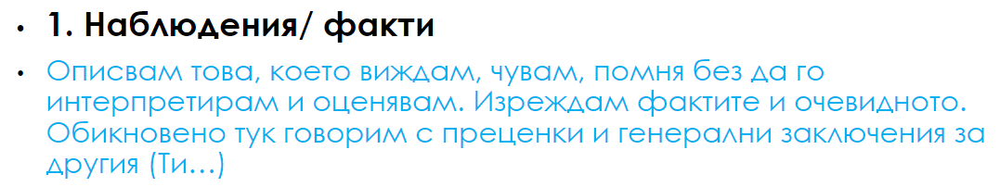 • 1. Наблюдения/ факти
• Описвам това, което виждам, чувам, помня без да го
интерпретирам и оценявам. Изреждам фактите и очевидното.
Обикновено тук говорим с преценки и генерални заключения за
другия (Ти...)